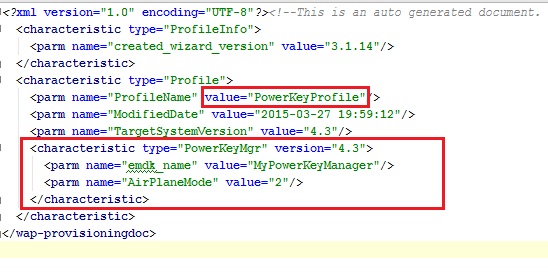 <?xml version="1.0" encoding="UTF-8"?><!--This is an auto generated document.
<characteristic type="ProfileInfo">
<parm name="created_wizard_version" value="3.1.14"/>
</characteristic>
<characteristic type="Profile">
<parm name="ProfileName" value="PowerKeyProfile"/>
<parm name="ModifiedDate" value="2015-03-27 19:59:12"/>
<parm name="TargetSystemVersion" value="4.3"/>
<characteristic type="PowerKeyMgr" version="4.3">
<parm name="emdk_name" value="MyPowerKeyManager"/>
<parm name="AirPlaneMode" value="2"/>
</characteristic>
</characteristic>
</wap-provisioningdoc>